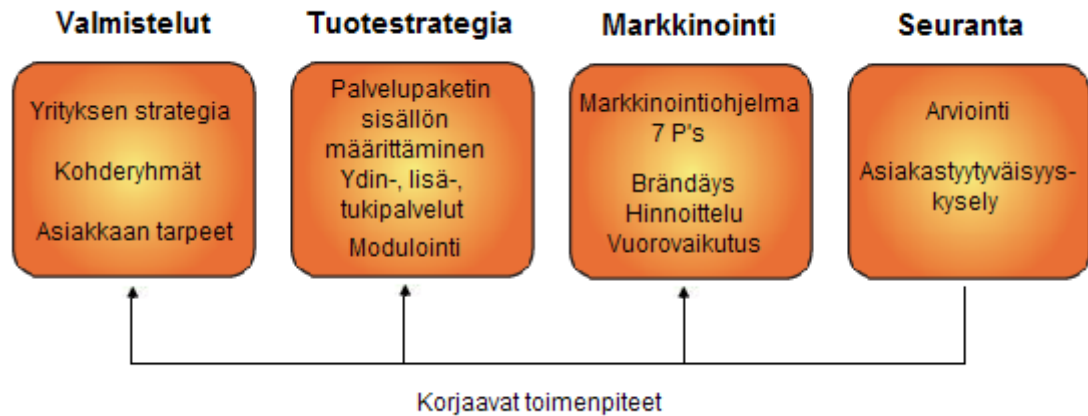 Valmistelut
Yrityksen strategia
Kohderyhmät
Asiakkaan tarpeet
Tuotestrategia
Palvelupaketin
sisällön
määrittäminen
Ydin-, lisä-,
tukipalvelut
Modulointi
Markkinointi
Markkinointiohjelma
7 P's
Brändäys
Hinnoittelu
Vuorovaikutus
Seuranta
Arviointi
Asiakastyytyväisyys-
kysely
Korjaavat toimenpiteet